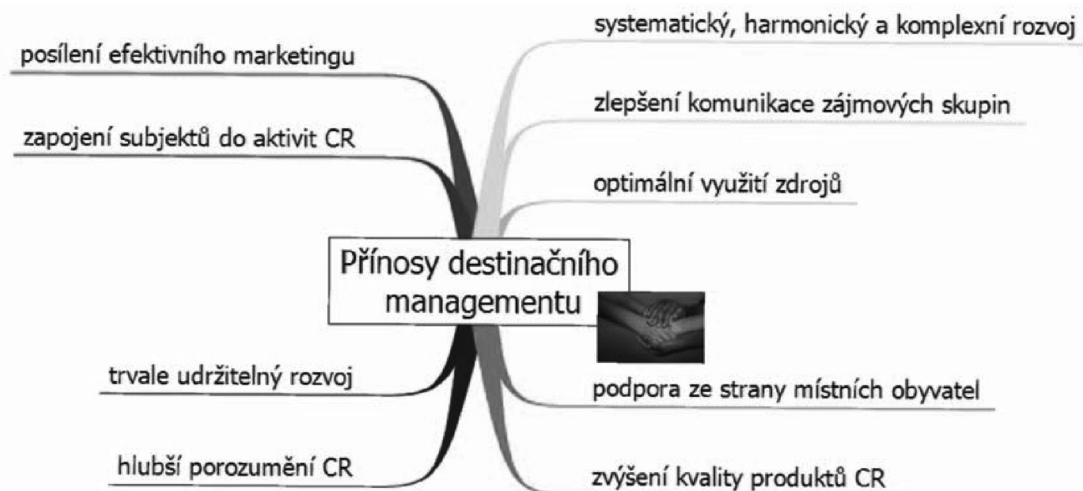 systematický, harmonický a komplexní rozvoj
posílení efektivního marketingu
zlepšení komunikace zájmových skupin
zapojení subjektů do aktivit CR
optimální využití zdrojů
Přínosy destinačního
managementu
trvale udržitelný rozvoj
podpora ze strany místních obyvatel
hlubší porozumění CR
zvýšení kvality produktů CR